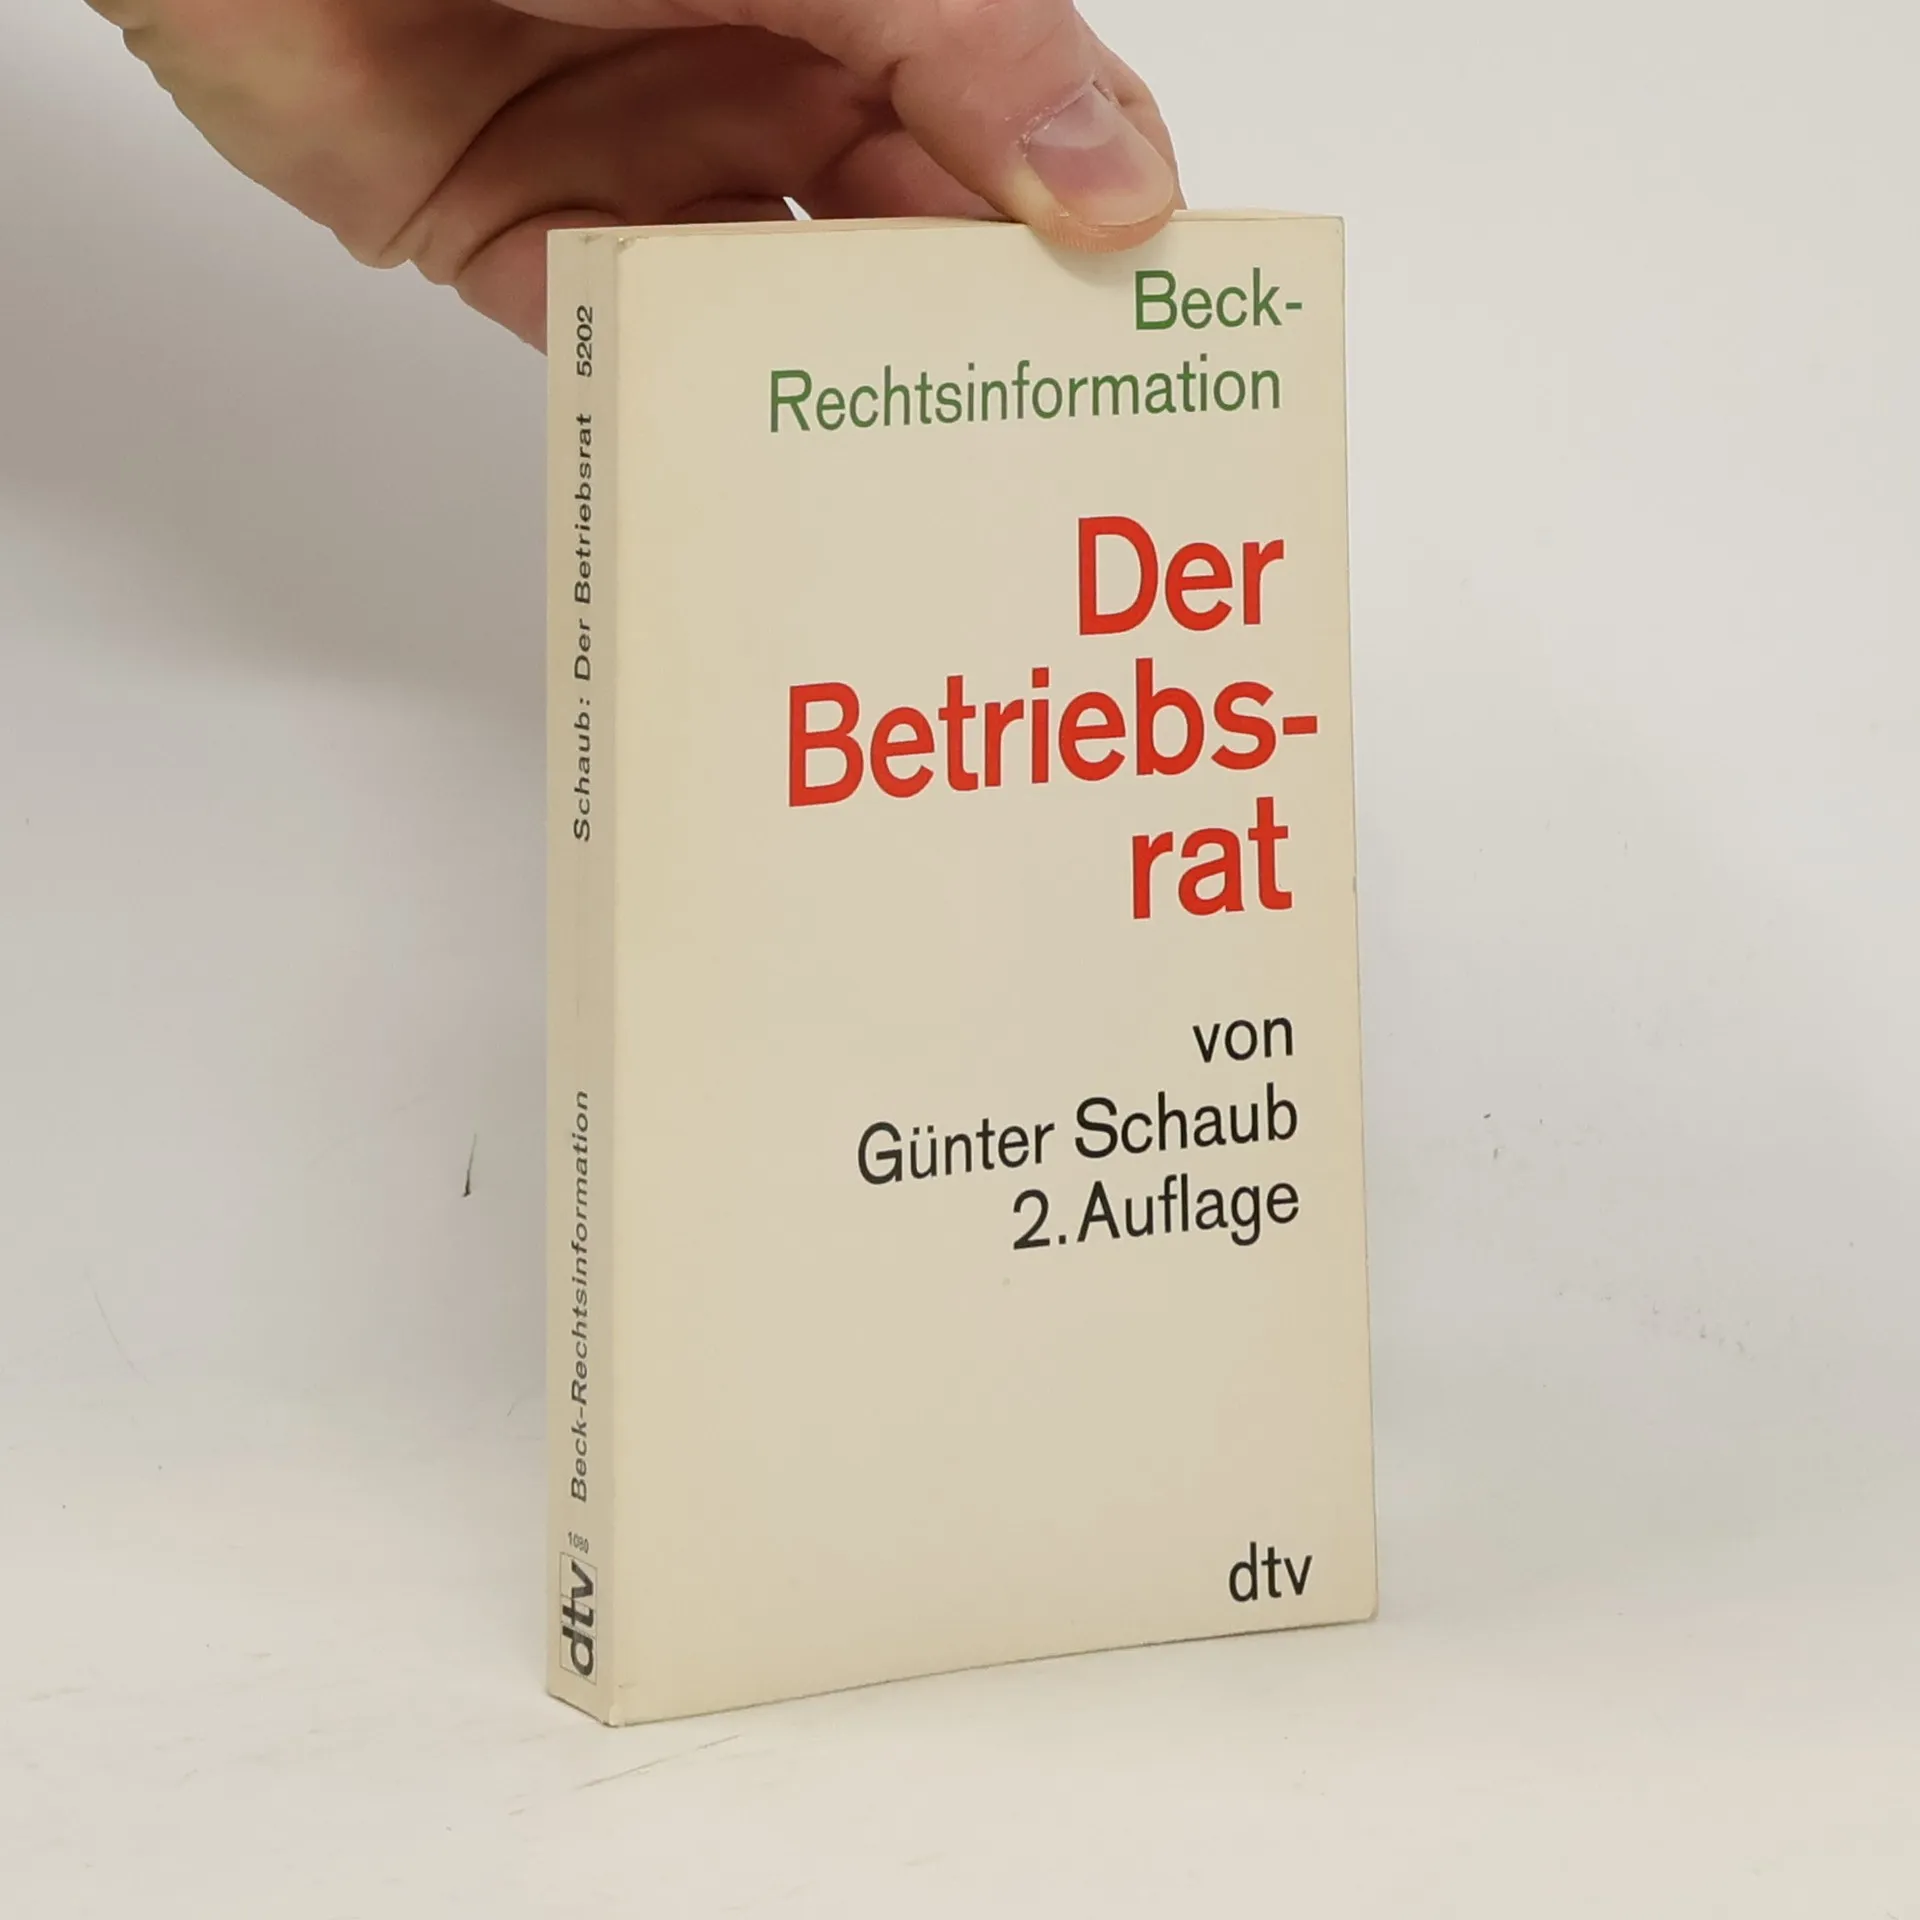 Beck-
Rechtsinformation
Der
Betriebs-
rat
von
Günter Schaub
2. Auflage
dtv
Schaub: Der Betriebsrat 5202
Beck-Rechtsinformation
1080
dtv